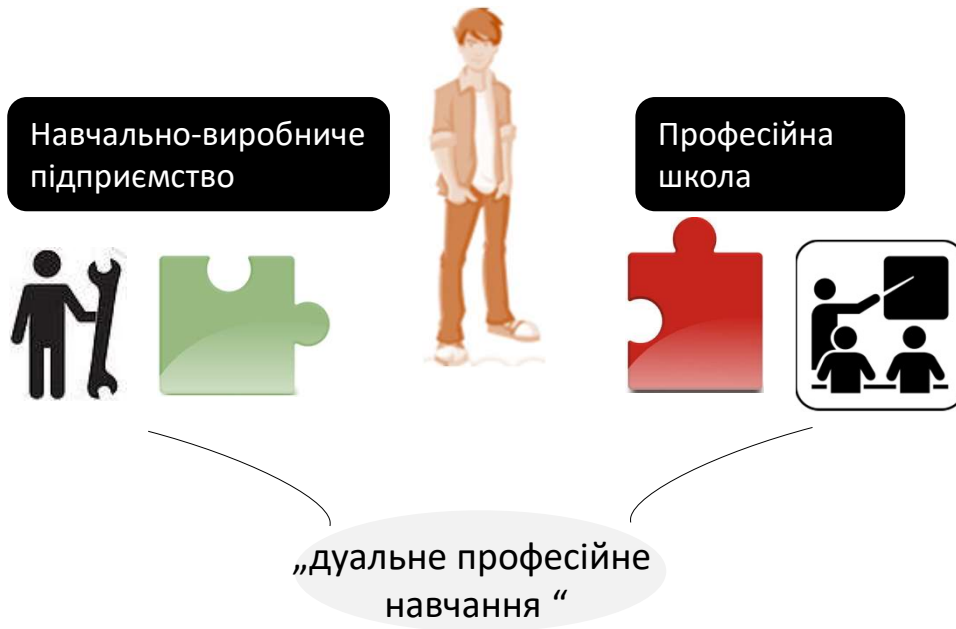 Навчально-виробниче
підприємство
Професійна
школа
„дуальне професійне
навчання “